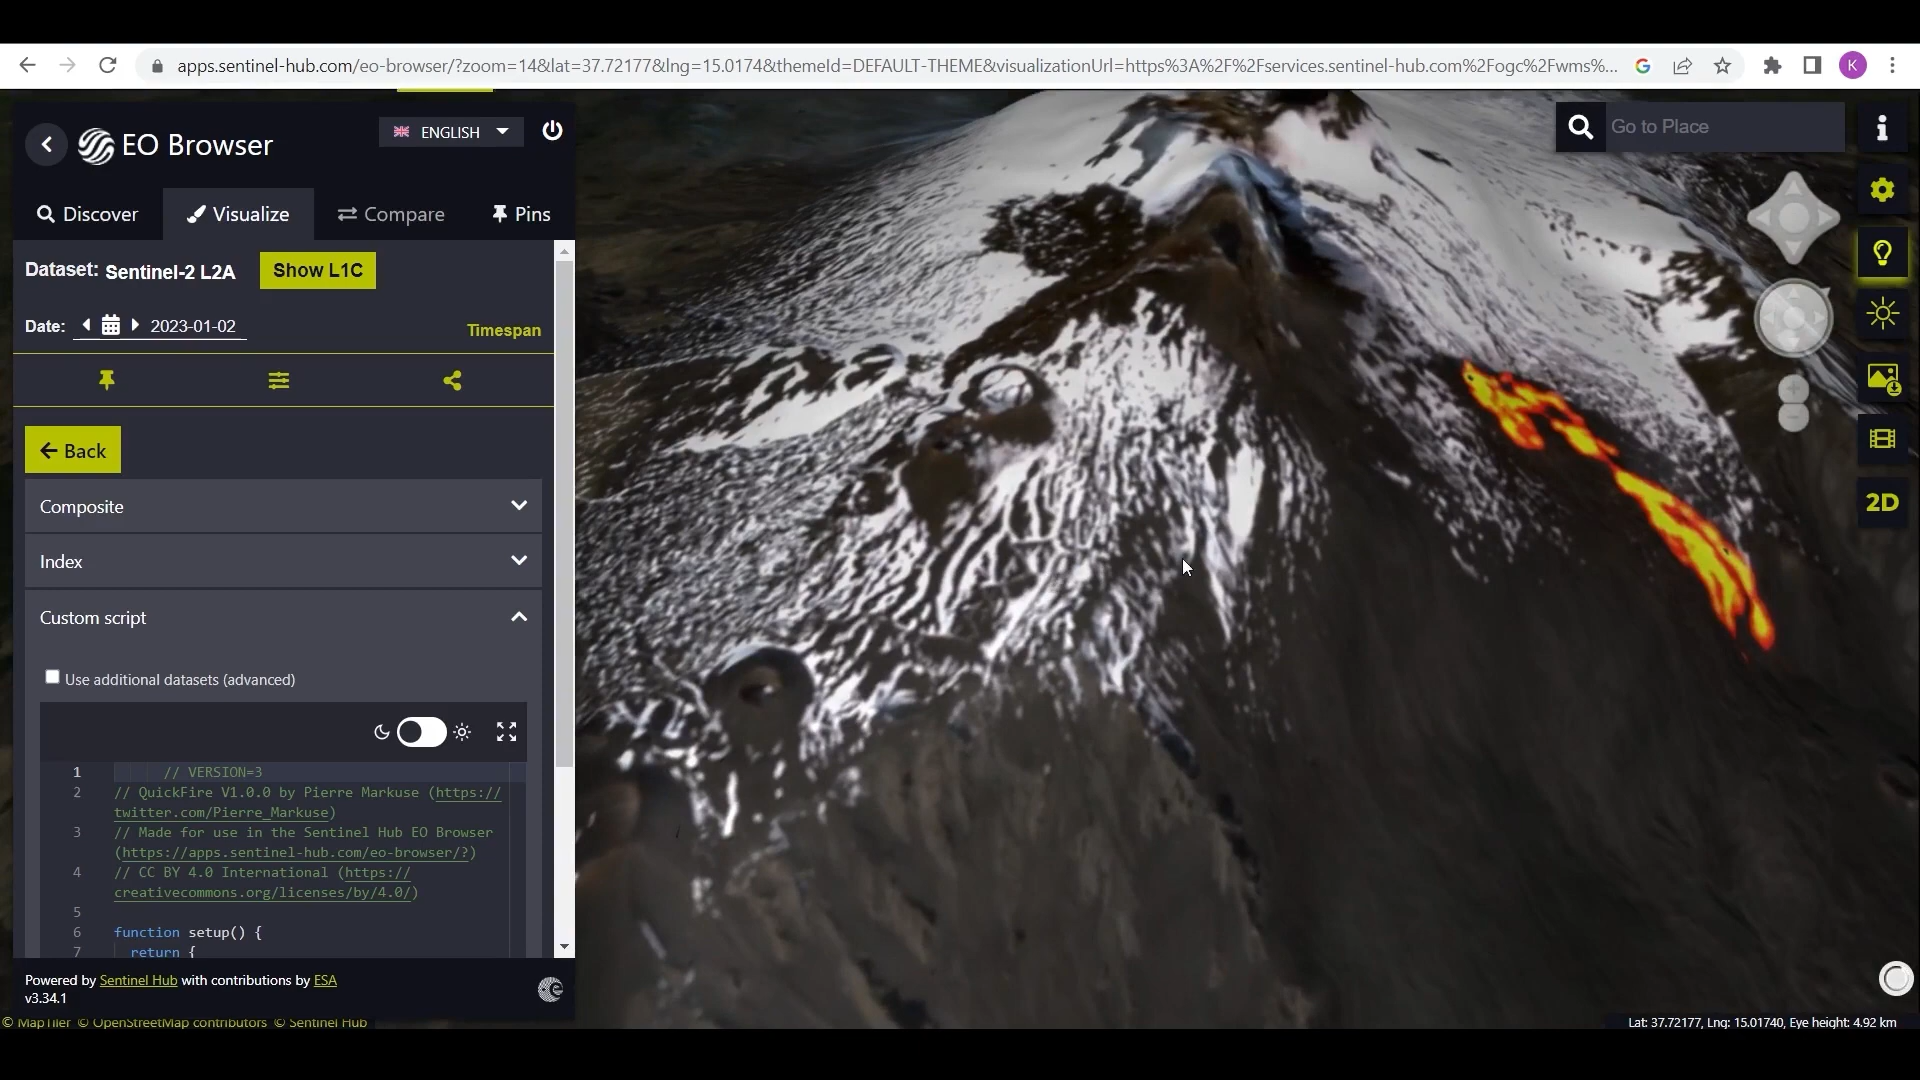 apps.sentinel-hub.com/eo-browser/?zoom=14&lat=37.72177&lng=15.0174&themeId=DEFAULT-THEME&visualizationUrl=https%3A%2F%2Fservices.sentinel-hub.com%2Fogc%2Fwms%...
K
EO Browser
ENGLISH
Go to Place
Discover
Visualize
Compare
Pins
Dataset: Sentinel-2 L2A
Show L1C
Date: 2023-01-02
Timespan
2D
Back
Composite
Index
Custom script
Use additional datasets (advanced)
1 // VERSION=3
2 // QuickFire V1.0.0 by Pierre Markuse (https://
twitter.com/Pierre_Markuse)
3 // Made for use in the Sentinel Hub EO Browser
(https://apps.sentinel-hub.com/eo-browser/?)
4 // CC BY 4.0 International (https://
creativecommons.org/licenses/by/4.0/)
5
6 function setup() {
7 return {
Powered by Sentinel Hub with contributions by ESA
v3.34.1
© MapTiler © OpenStreetMap contributors © Sentinel Hub
Lat: 37.72177, Lng: 15.01740, Eye height: 4.92 km